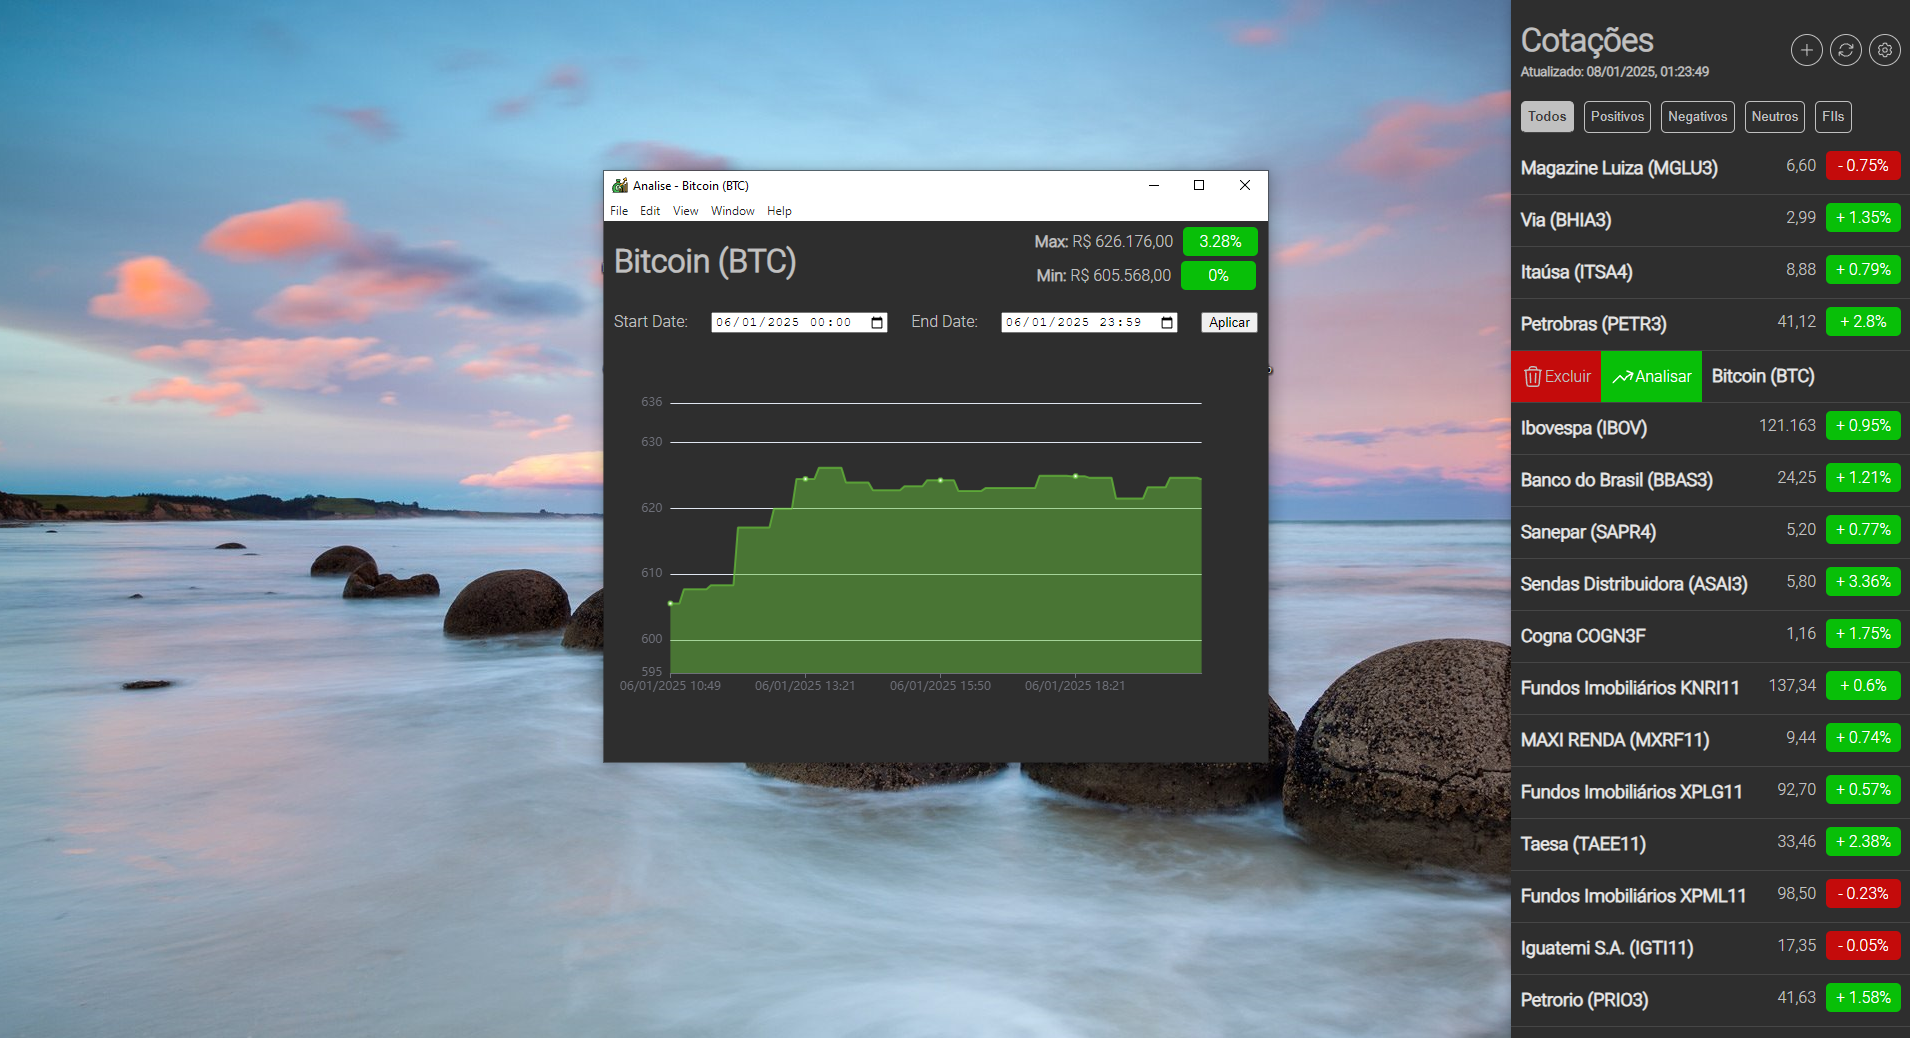 Analise - Bitcoin (BTC)
File Edit View Window Help
Bitcoin (BTC)
Max: R$ 626.176,00 3.28%
Min: R$ 605.568,00 0%
Start Date: 06/01/2025 00:00 End Date: 06/01/2025 23:59 Aplicar
636
630
620
610
600
595
06/01/2025 10:49 06/01/2025 13:21 06/01/2025 15:50 06/01/2025 18:21
Cotações
Atualizado: 08/01/2025, 01:23:49
Todos Positivos Negativos Neutros FIIs
Magazine Luiza (MGLU3) 6,60 - 0.75%
Via (BHIA3) 2,99 + 1.35%
Itaúsa (ITSA4) 8,88 + 0.79%
Petrobras (PETR3) 41,12 + 2.8%
Excluir Analisar Bitcoin (BTC)
Ibovespa (IBOV) 121.163 + 0.95%
Banco do Brasil (BBAS3) 24,25 + 1.21%
Sanepar (SAPR4) 5,20 + 0.77%
Sendas Distribuidora (ASAI3) 5,80 + 3.36%
Cogna COGN3F 1,16 + 1.75%
Fundos Imobiliários KNRI11 137,34 + 0.6%
MAXI RENDA (MXRF11) 9,44 + 0.74%
Fundos Imobiliários XPLG11 92,70 + 0.57%
Taesa (TAEE11) 33,46 + 2.38%
Fundos Imobiliários XPML11 98,50 - 0.23%
Iguatemi S.A. (IGTI11) 17,35 - 0.05%
Petrorio (PRIO3) 41,63 + 1.58%